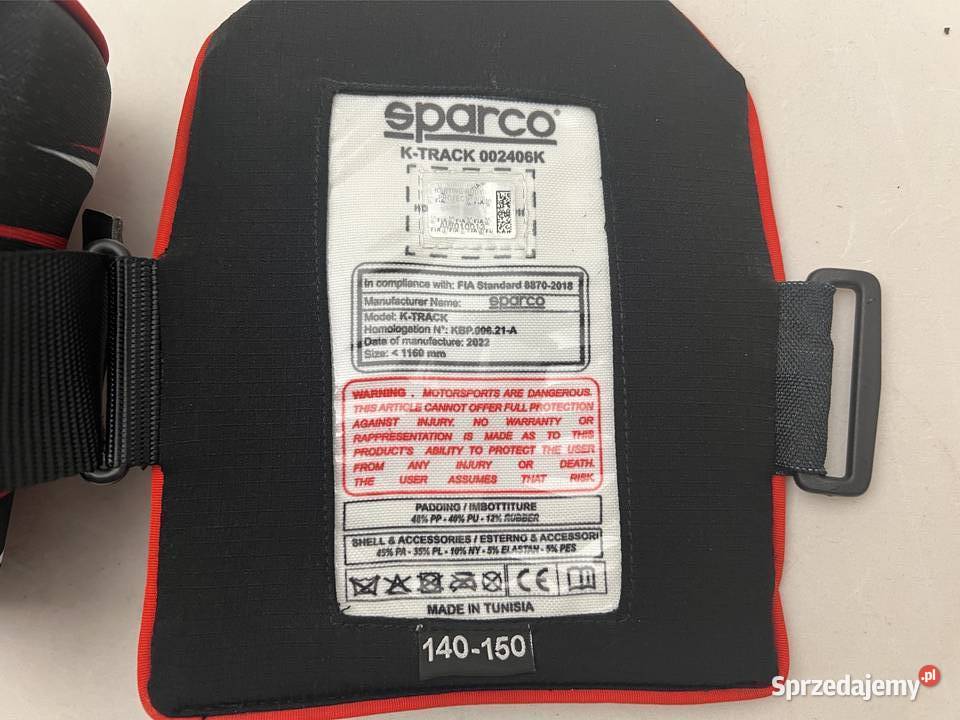 sparco
K-TRACK 002406K
In compliance with: FIA Standard 8870-2018
Manufacturer Name: sparco
Model: K-TRACK
Homologation N°: KBP.006.21-A
Date of manufacture: 2022
Size: < 1160 mm
WARNING . MOTORSPORTS ARE DANGEROUS.
THIS ARTICLE CANNOT OFFER FULL PROTECTION
AGAINST INJURY. NO WARRANTY OR
RAPPRESENTATION IS MADE AS TO THIS
PRODUCT'S ABILITY TO PROTECT THE USER
FROM ANY INJURY OR DEATH.
THE USER ASSUMES THAT RISK
PADDING / IMBOTTITURE
48% PP - 40% PU - 12% RUBBER
SHELL & ACCESSORIES / ESTERNO & ACCESSORI
45% PA - 35% PL - 10% NY - 5% ELASTAN - 5% PES
CE
MADE IN TUNISIA
140-150
Sprzedajemy.pl